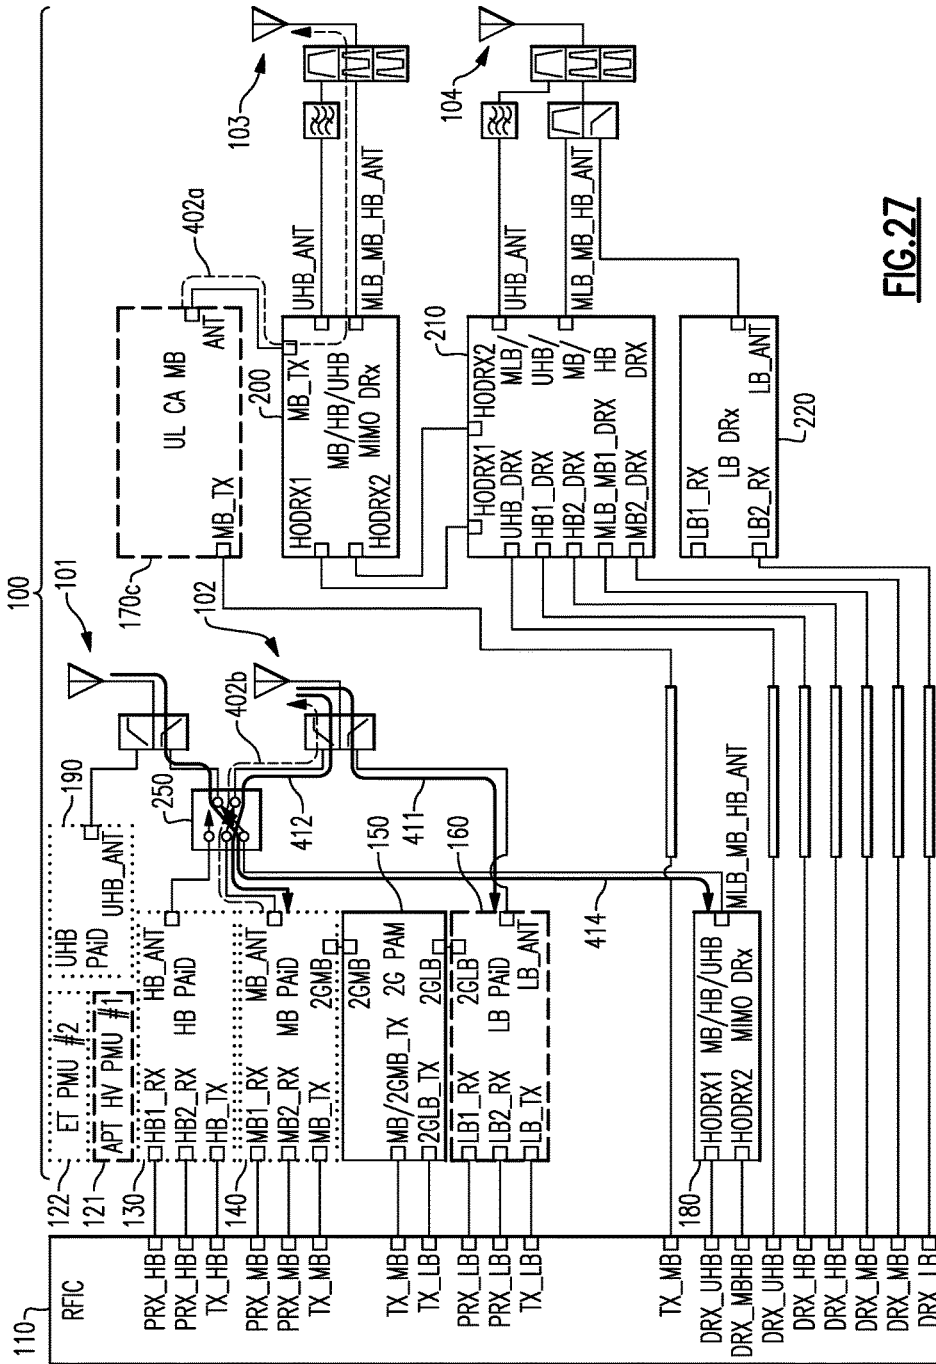 100
110
RFIC
PRX_HB
PRX_HB
TX_HB
PRX_MB
PRX_MB
TX_MB
TX_MB
TX_LB
PRX_LB
PRX_LB
TX_LB
TX_MB
DRX_UHB
DRX_MBHB
DRX_UHB
DRX_HB
DRX_HB
DRX_MB
DRX_MB
DRX_LB
122
ET PMU #2
121
APT HV PMU #1
190
UHB
PAiD
UHB_ANT
130
HB1_RX
HB2_RX
HB_TX
HB_ANT
HB PAiD
140
MB1_RX
MB2_RX
MB_TX
MB_ANT
MB PAiD
2GMB
150
2GMB
MB/2GMB_TX
2G PAM
2GLB_TX
2GLB
160
2GLB
LB1_RX
LB2_RX
LB_TX
LB PAiD
LB_ANT
180
HODRX1
HODRX2
MB/HB/UHB
MIMO DRx
MLB_MB_HB_ANT
414
250
101
102
402b
412
411
170c
MB_TX
UL CA MB
ANT
402a
200
HODRX1
HODRX2
MB_TX
MB/HB/UHB
MIMO DRx
UHB_ANT
MLB_MB_HB_ANT
103
210
HODRX1
HODRX2
UHB_DRX
HB1_DRX
HB2_DRX
MLB_MB1_DRX
MB2_DRX
MLB/
UHB/
MB/
HB
DRX
UHB_ANT
MLB_MB_HB_ANT
104
220
LB1_RX
LB DRx
LB2_RX
LB_ANT
FIG.27